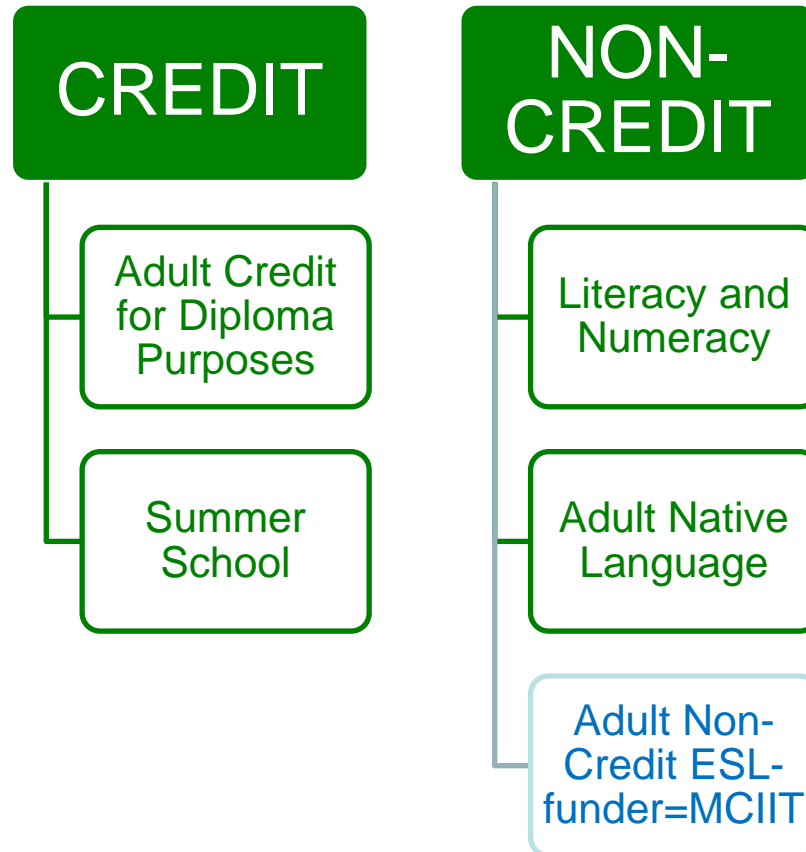 CREDIT
Adult Credit
for Diploma
Purposes
Summer
School
NON-
CREDIT
Literacy and
Numeracy
Adult Native
Language
Adult Non-
Credit ESL-
funder=MCIIT